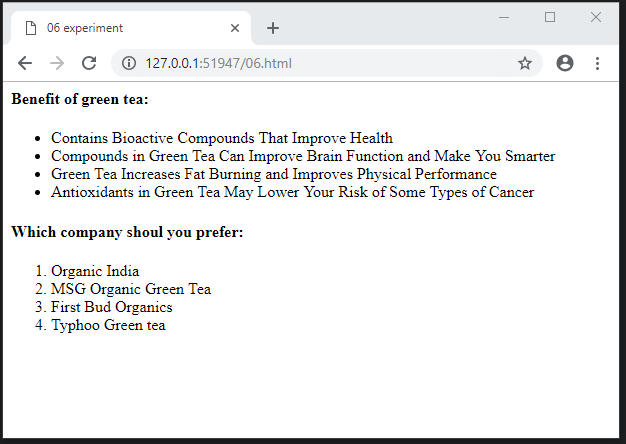 06 experiment
127.0.0.1:51947/06.html
Benefit of green tea:
• Contains Bioactive Compounds That Improve Health
• Compounds in Green Tea Can Improve Brain Function and Make You Smarter
• Green Tea Increases Fat Burning and Improves Physical Performance
• Antioxidants in Green Tea May Lower Your Risk of Some Types of Cancer
Which company shoul you prefer:
1. Organic India
2. MSG Organic Green Tea
3. First Bud Organics
4. Typhoo Green tea